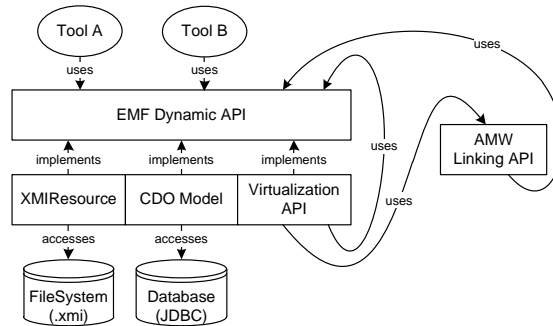 Tool A
Tool B
uses
uses
uses
EMF Dynamic API
AMW
Linking API
uses
implements
implements
implements
XMIResource
CDO Model
Virtualization
API
uses
accesses
accesses
FileSystem
(.xmi)
Database
(JDBC)